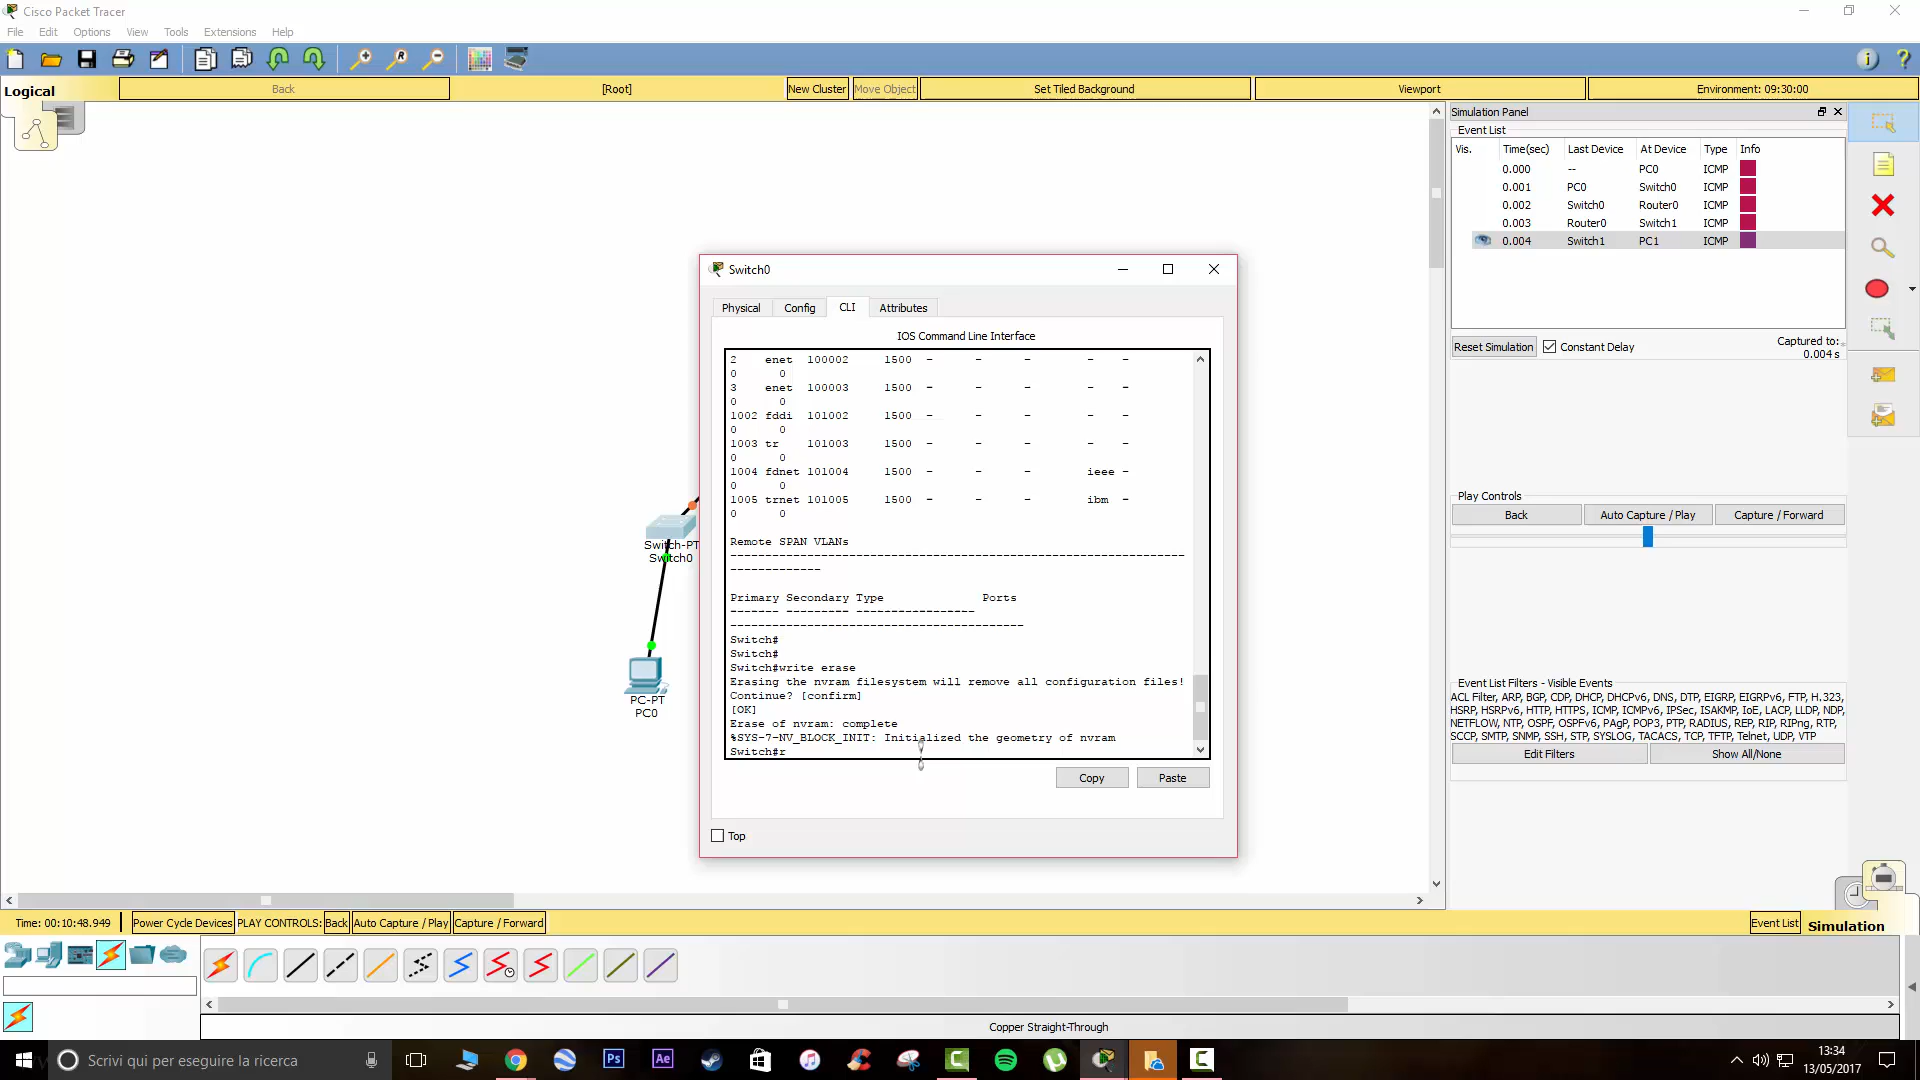 Cisco Packet Tracer
File Edit Options View Tools Extensions Help
Logical
Back
[Root]
New Cluster
Move Object
Set Tiled Background
Viewport
Environment: 09:30:00
Simulation Panel
Event List
Vis. Time(sec) Last Device At Device Type Info
0.000 -- PC0 ICMP
0.001 PC0 Switch0 ICMP
0.002 Switch0 Router0 ICMP
0.003 Router0 Switch1 ICMP
0.004 Switch1 PC1 ICMP
Reset Simulation
Constant Delay
Captured to:
0.004 s
Play Controls
Back
Auto Capture / Play
Capture / Forward
Event List Filters - Visible Events
ACL Filter, ARP, BGP, CDP, DHCP, DHCPv6, DNS, DTP, EIGRP, EIGRPv6, FTP, H.323,
HSRP, HSRPv6, HTTP, HTTPS, ICMP, ICMPv6, IPSec, ISAKMP, IoE, LACP, LLDP, NDP,
NETFLOW, NTP, OSPF, OSPFv6, PAgP, POP3, PTP, RADIUS, REP, RIP, RIPng, RTP,
SCCP, SMTP, SNMP, SSH, STP, SYSLOG, TACACS, TCP, TFTP, Telnet, UDP, VTP
Edit Filters
Show All/None
Switch-PT
Switch0
PC-PT
PC0
Switch0
Physical
Config
CLI
Attributes
IOS Command Line Interface
2 enet 100002 1500 - - - - -
0 0
3 enet 100003 1500 - - - - -
0 0
1002 fddi 101002 1500 - - - - -
0 0
1003 tr 101003 1500 - - - - -
0 0
1004 fdnet 101004 1500 - - - ieee -
0 0
1005 trnet 101005 1500 - - - ibm -
0 0
Remote SPAN VLANs
-----------------------------------------------------------------
-------------
Primary Secondary Type Ports
------- --------- -----------------
------------------------------------------
Switch#
Switch#
Switch#write erase
Erasing the nvram filesystem will remove all configuration files!
Continue? [confirm]
[OK]
Erase of nvram: complete
%SYS-7-NV_BLOCK_INIT: Initialized the geometry of nvram
Switch#r
Copy
Paste
Top
Time: 00:10:48.949
Power Cycle Devices
PLAY CONTROLS:
Back
Auto Capture / Play
Capture / Forward
Event List
Simulation
Copper Straight-Through
Scrivi qui per eseguire la ricerca
Ps
Ae
13:34
13/05/2017